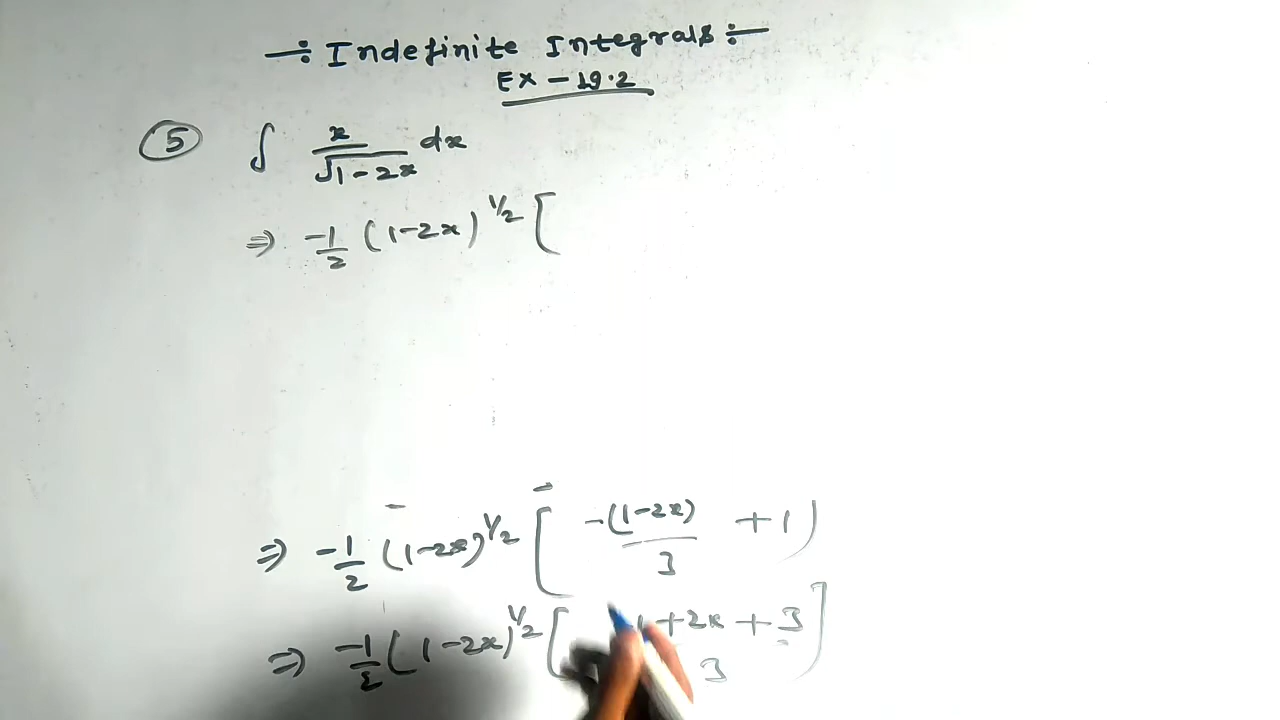 ÷ Indefinite Integrals ÷
Ex - 19.2
5 ∫ x/√1-2x dx
⇒ -1/2 (1-2x)^1/2 [
⇒ -1/2 (1-2x)^1/2 [ -(1-2x)/3 + 1 )
⇒ -1/2 (1-2x)^1/2 [ 1+2x+3/3 ]